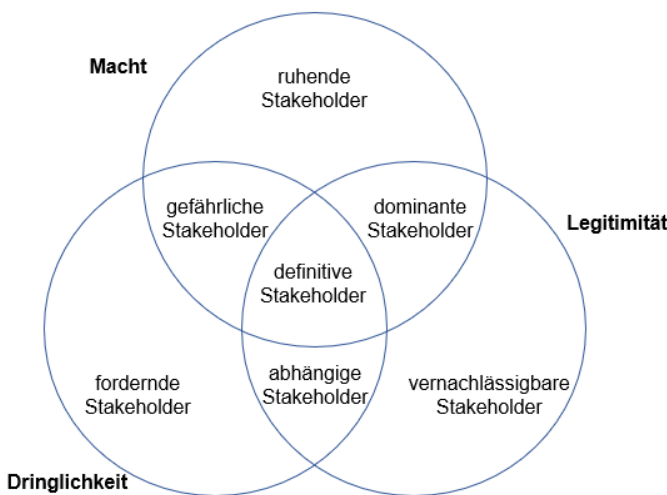 Macht
ruhende
Stakeholder
gefährliche
Stakeholder
dominante
Stakeholder
Legitimität
definitive
Stakeholder
fordernde
Stakeholder
abhängige
Stakeholder
vernachlässigbare
Stakeholder
Dringlichkeit